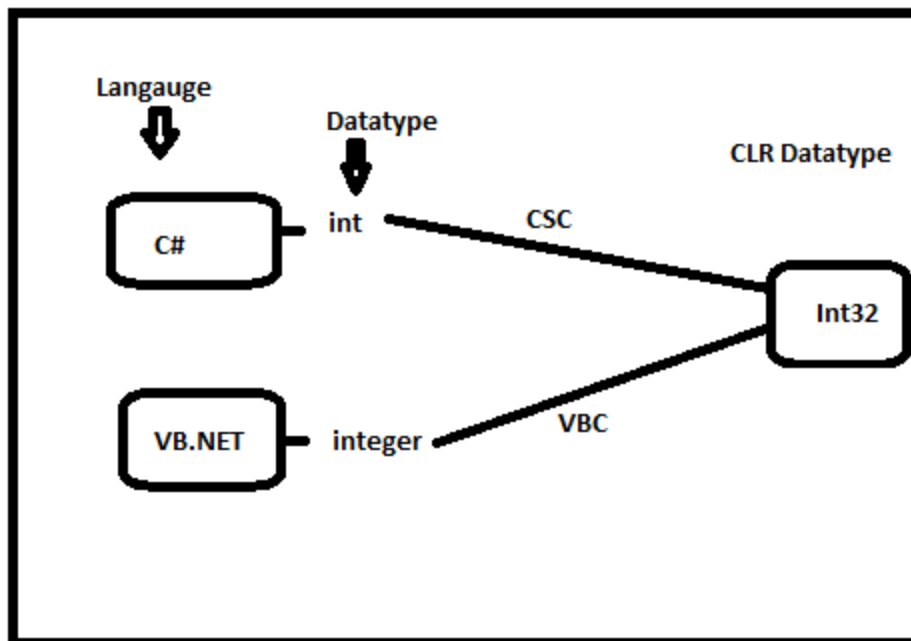 Langauge
Datatype
CLR Datatype
C#
int
CSC
Int32
VB.NET
integer
VBC